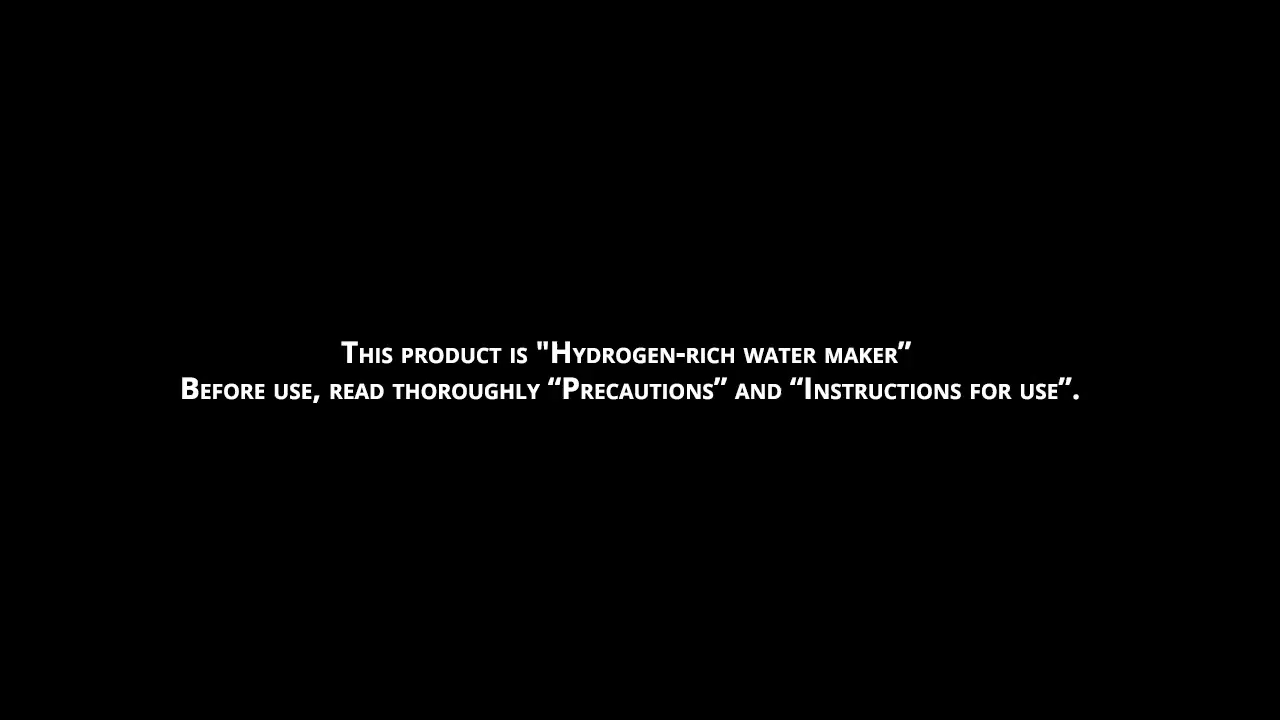 This product is "Hydrogen-rich water maker”
Before use, read thoroughly “Precautions” and “Instructions for use”.